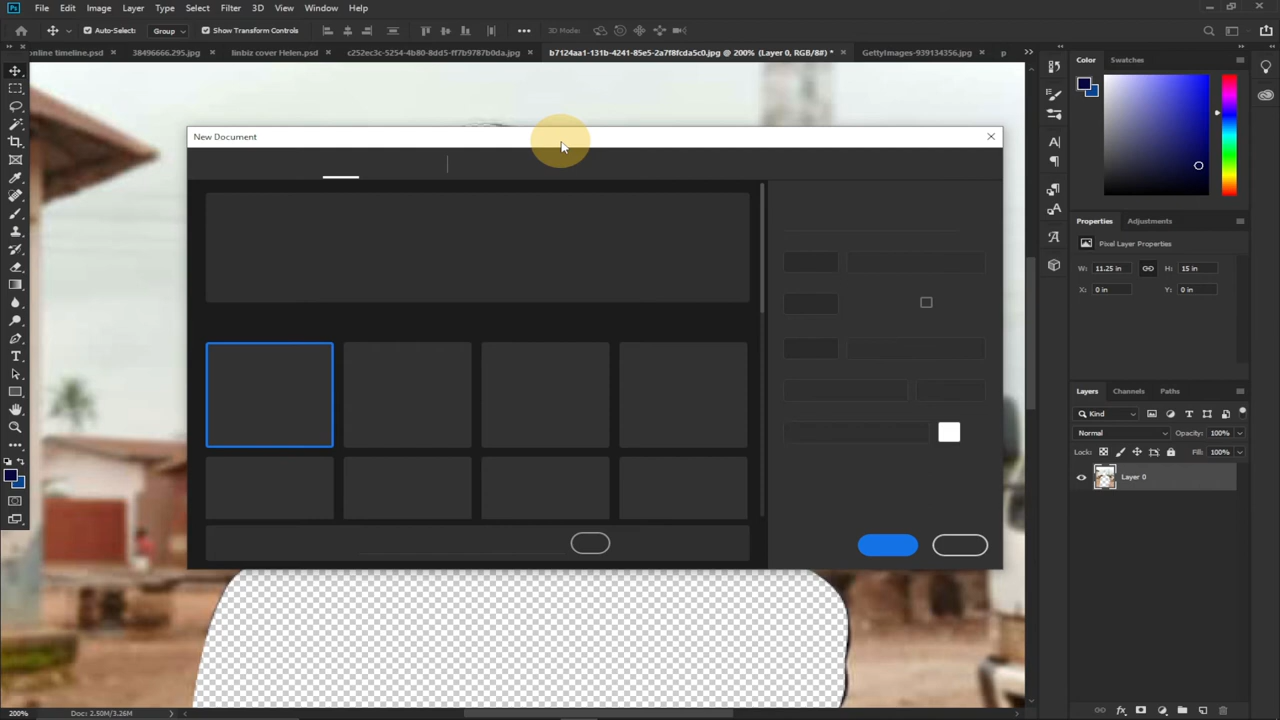 Ps File Edit Image Layer Type Select Filter 3D View Window Help
Auto-Select: Group Show Transform Controls 3D Mode:
online timeline.psd 38496666.295.jpg linbiz cover Helen.psd c252ec3c-5254-4b80-8dd5-ff7b9787b0da.jpg b7124aa1-131b-4241-85e5-2a7f8fcda5c0.jpg @ 200% (Layer 0, RGB/8#) * GettyImages-939134356.jpg p
Color Swatches
New Document
Properties Adjustments
Pixel Layer Properties
W: 11.25 in H: 15 in
X: 0 in Y: 0 in
Layers Channels Paths
Kind
Normal Opacity: 100%
Lock: Fill: 100%
Layer 0
200% Doc: 2.50M/3.26M